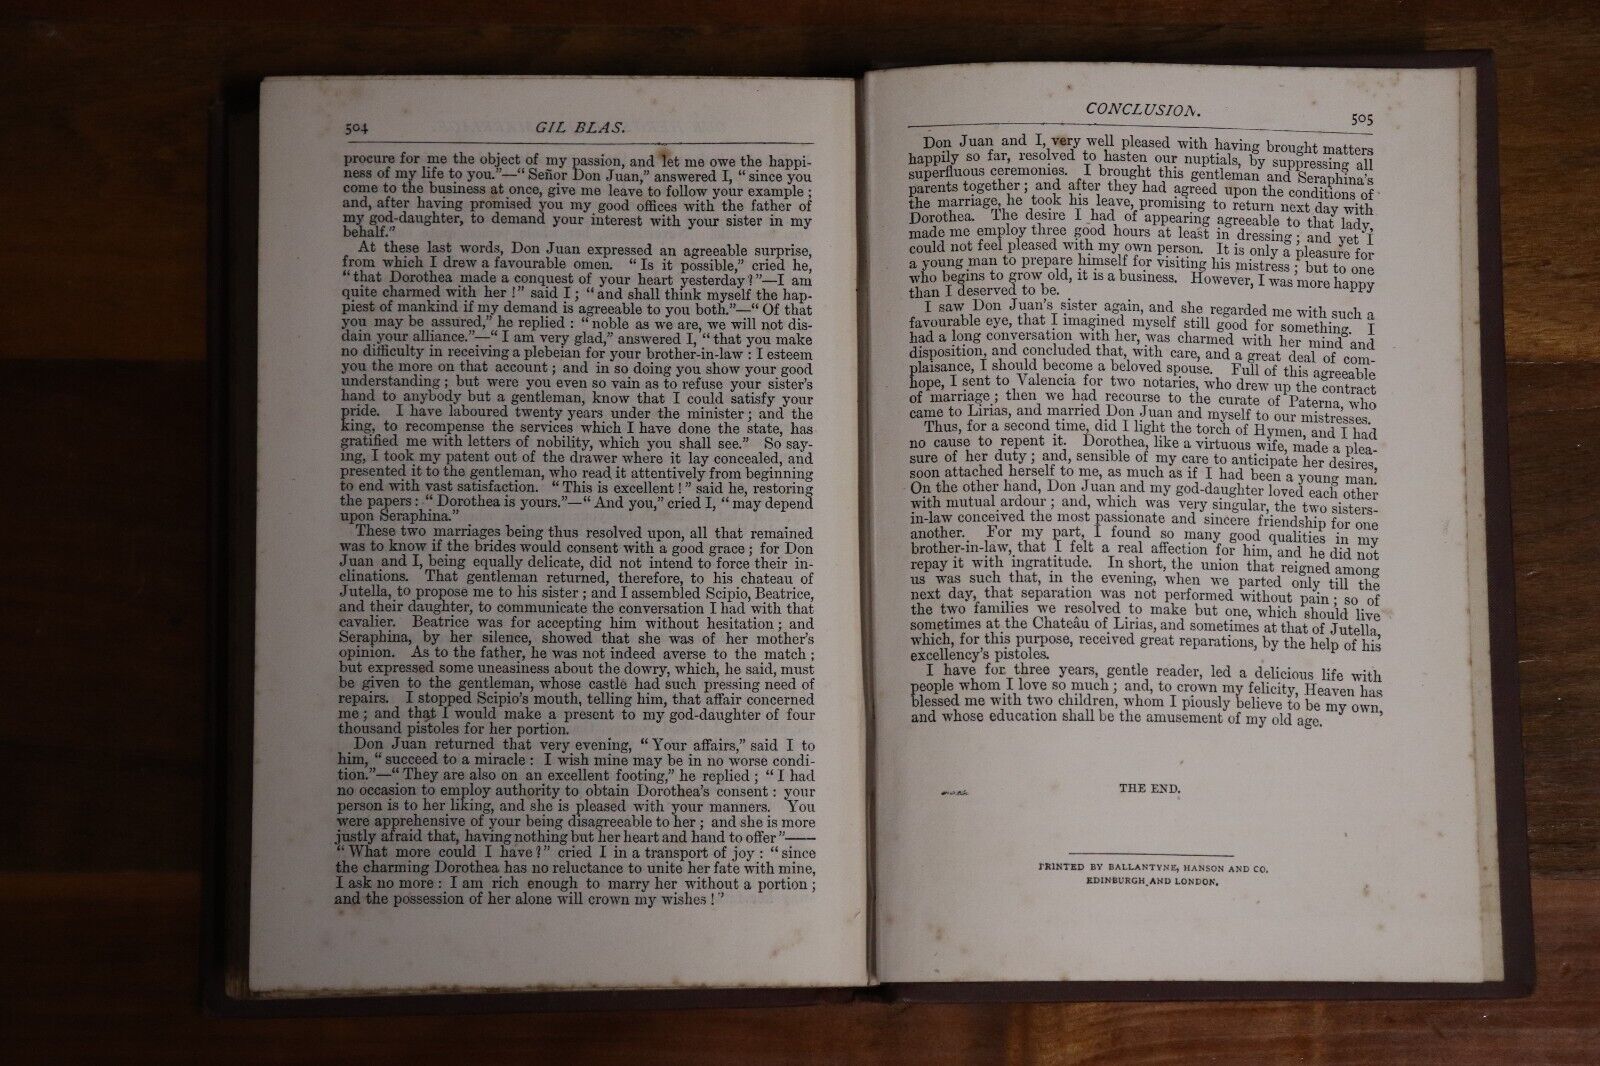 504 GIL BLAS.
procure for me the object of my passion, and let me owe the happi-
ness of my life to you."—"Señor Don Juan," answered I, "since you
come to the business at once, give me leave to follow your example;
and, after having promised you my good offices with the father of
my god-daughter, to demand your interest with your sister in my
behalf."
At these last words, Don Juan expressed an agreeable surprise,
from which I drew a favourable omen. "Is it possible," cried he,
"that Dorothea made a conquest of your heart yesterday?"—I am
quite charmed with her!" said I; "and shall think myself the hap-
piest of mankind if my demand is agreeable to you both."—"Of that
you may be assured," he replied: "noble as we are, we will not dis-
dain your alliance."—"I am very glad," answered I, "that you make
no difficulty in receiving a plebeian for your brother-in-law: I esteem
you the more on that account; and in so doing you show your good
understanding; but were you even so vain as to refuse your sister's
hand to anybody but a gentleman, know that I could satisfy your
pride. I have laboured twenty years under the minister; and the
king, to recompense the services which I have done the state, has
gratified me with letters of nobility, which you shall see." So say-
ing, I took my patent out of the drawer where it lay concealed, and
presented it to the gentleman, who read it attentively from beginning
to end with vast satisfaction. "This is excellent!" said he, restoring
the papers: "Dorothea is yours."—"And you," cried I, "may depend
upon Seraphina."
These two marriages being thus resolved upon, all that remained
was to know if the brides would consent with a good grace; for Don
Juan and I, being equally delicate, did not intend to force their in-
clinations. That gentleman returned, therefore, to his chateau of
Jutella, to propose me to his sister; and I assembled Scipio, Beatrice,
and their daughter, to communicate the conversation I had with that
cavalier. Beatrice was for accepting him without hesitation; and
Seraphina, by her silence, showed that she was of her mother's
opinion. As to the father, he was not indeed averse to the match;
but expressed some uneasiness about the dowry, which, he said, must
be given to the gentleman, whose castle had such pressing need of
repairs. I stopped Scipio's mouth, telling him, that affair concerned
me; and that I would make a present to my god-daughter of four
thousand pistoles for her portion.
Don Juan returned that very evening, "Your affairs," said I to
him, "succeed to a miracle: I wish mine may be in no worse condi-
tion."—"They are also on an excellent footing," he replied; "I had
no occasion to employ authority to obtain Dorothea's consent: your
person is to her liking, and she is pleased with your manners. You
were apprehensive of your being disagreeable to her; and she is more
justly afraid that, having nothing but her heart and hand to offer"——
"What more could I have?" cried I in a transport of joy: "since
the charming Dorothea has no reluctance to unite her fate with mine,
I ask no more: I am rich enough to marry her without a portion;
and the possession of her alone will crown my wishes!"
CONCLUSION. 505
Don Juan and I, very well pleased with having brought matters
happily so far, resolved to hasten our nuptials, by suppressing all
superfluous ceremonies. I brought this gentleman and Seraphina's
parents together; and after they had agreed upon the conditions of
the marriage, he took his leave, promising to return next day with
Dorothea. The desire I had of appearing agreeable to that lady,
made me employ three good hours at least in dressing; and yet I
could not feel pleased with my own person. It is only a pleasure for
a young man to prepare himself for visiting his mistress; but to one
who begins to grow old, it is a business. However, I was more happy
than I deserved to be.
I saw Don Juan's sister again, and she regarded me with such a
favourable eye, that I imagined myself still good for something. I
had a long conversation with her, was charmed with her mind and
disposition, and concluded that, with care, and a great deal of com-
plaisance, I should become a beloved spouse. Full of this agreeable
hope, I sent to Valencia for two notaries, who drew up the contract
of marriage; then we had recourse to the curate of Paterna, who
came to Lirias, and married Don Juan and myself to our mistresses.
Thus, for a second time, did I light the torch of Hymen, and I had
no cause to repent it. Dorothea, like a virtuous wife, made a plea-
sure of her duty; and, sensible of my care to anticipate her desires,
soon attached herself to me, as much as if I had been a young man.
On the other hand, Don Juan and my god-daughter loved each other
with mutual ardour; and, which was very singular, the two sisters-
in-law conceived the most passionate and sincere friendship for one
another. For my part, I found so many good qualities in my
brother-in-law, that I felt a real affection for him, and he did not
repay it with ingratitude. In short, the union that reigned among
us was such that, in the evening, when we parted only till the
next day, that separation was not performed without pain; so of
the two families we resolved to make but one, which should live
sometimes at the Chateâu of Lirias, and sometimes at that of Jutella,
which, for this purpose, received great reparations, by the help of his
excellency's pistoles.
I have for three years, gentle reader, led a delicious life with
people whom I love so much; and, to crown my felicity, Heaven has
blessed me with two children, whom I piously believe to be my own,
and whose education shall be the amusement of my old age.
THE END.
PRINTED BY BALLANTYNE, HANSON AND CO.
EDINBURGH AND LONDON.